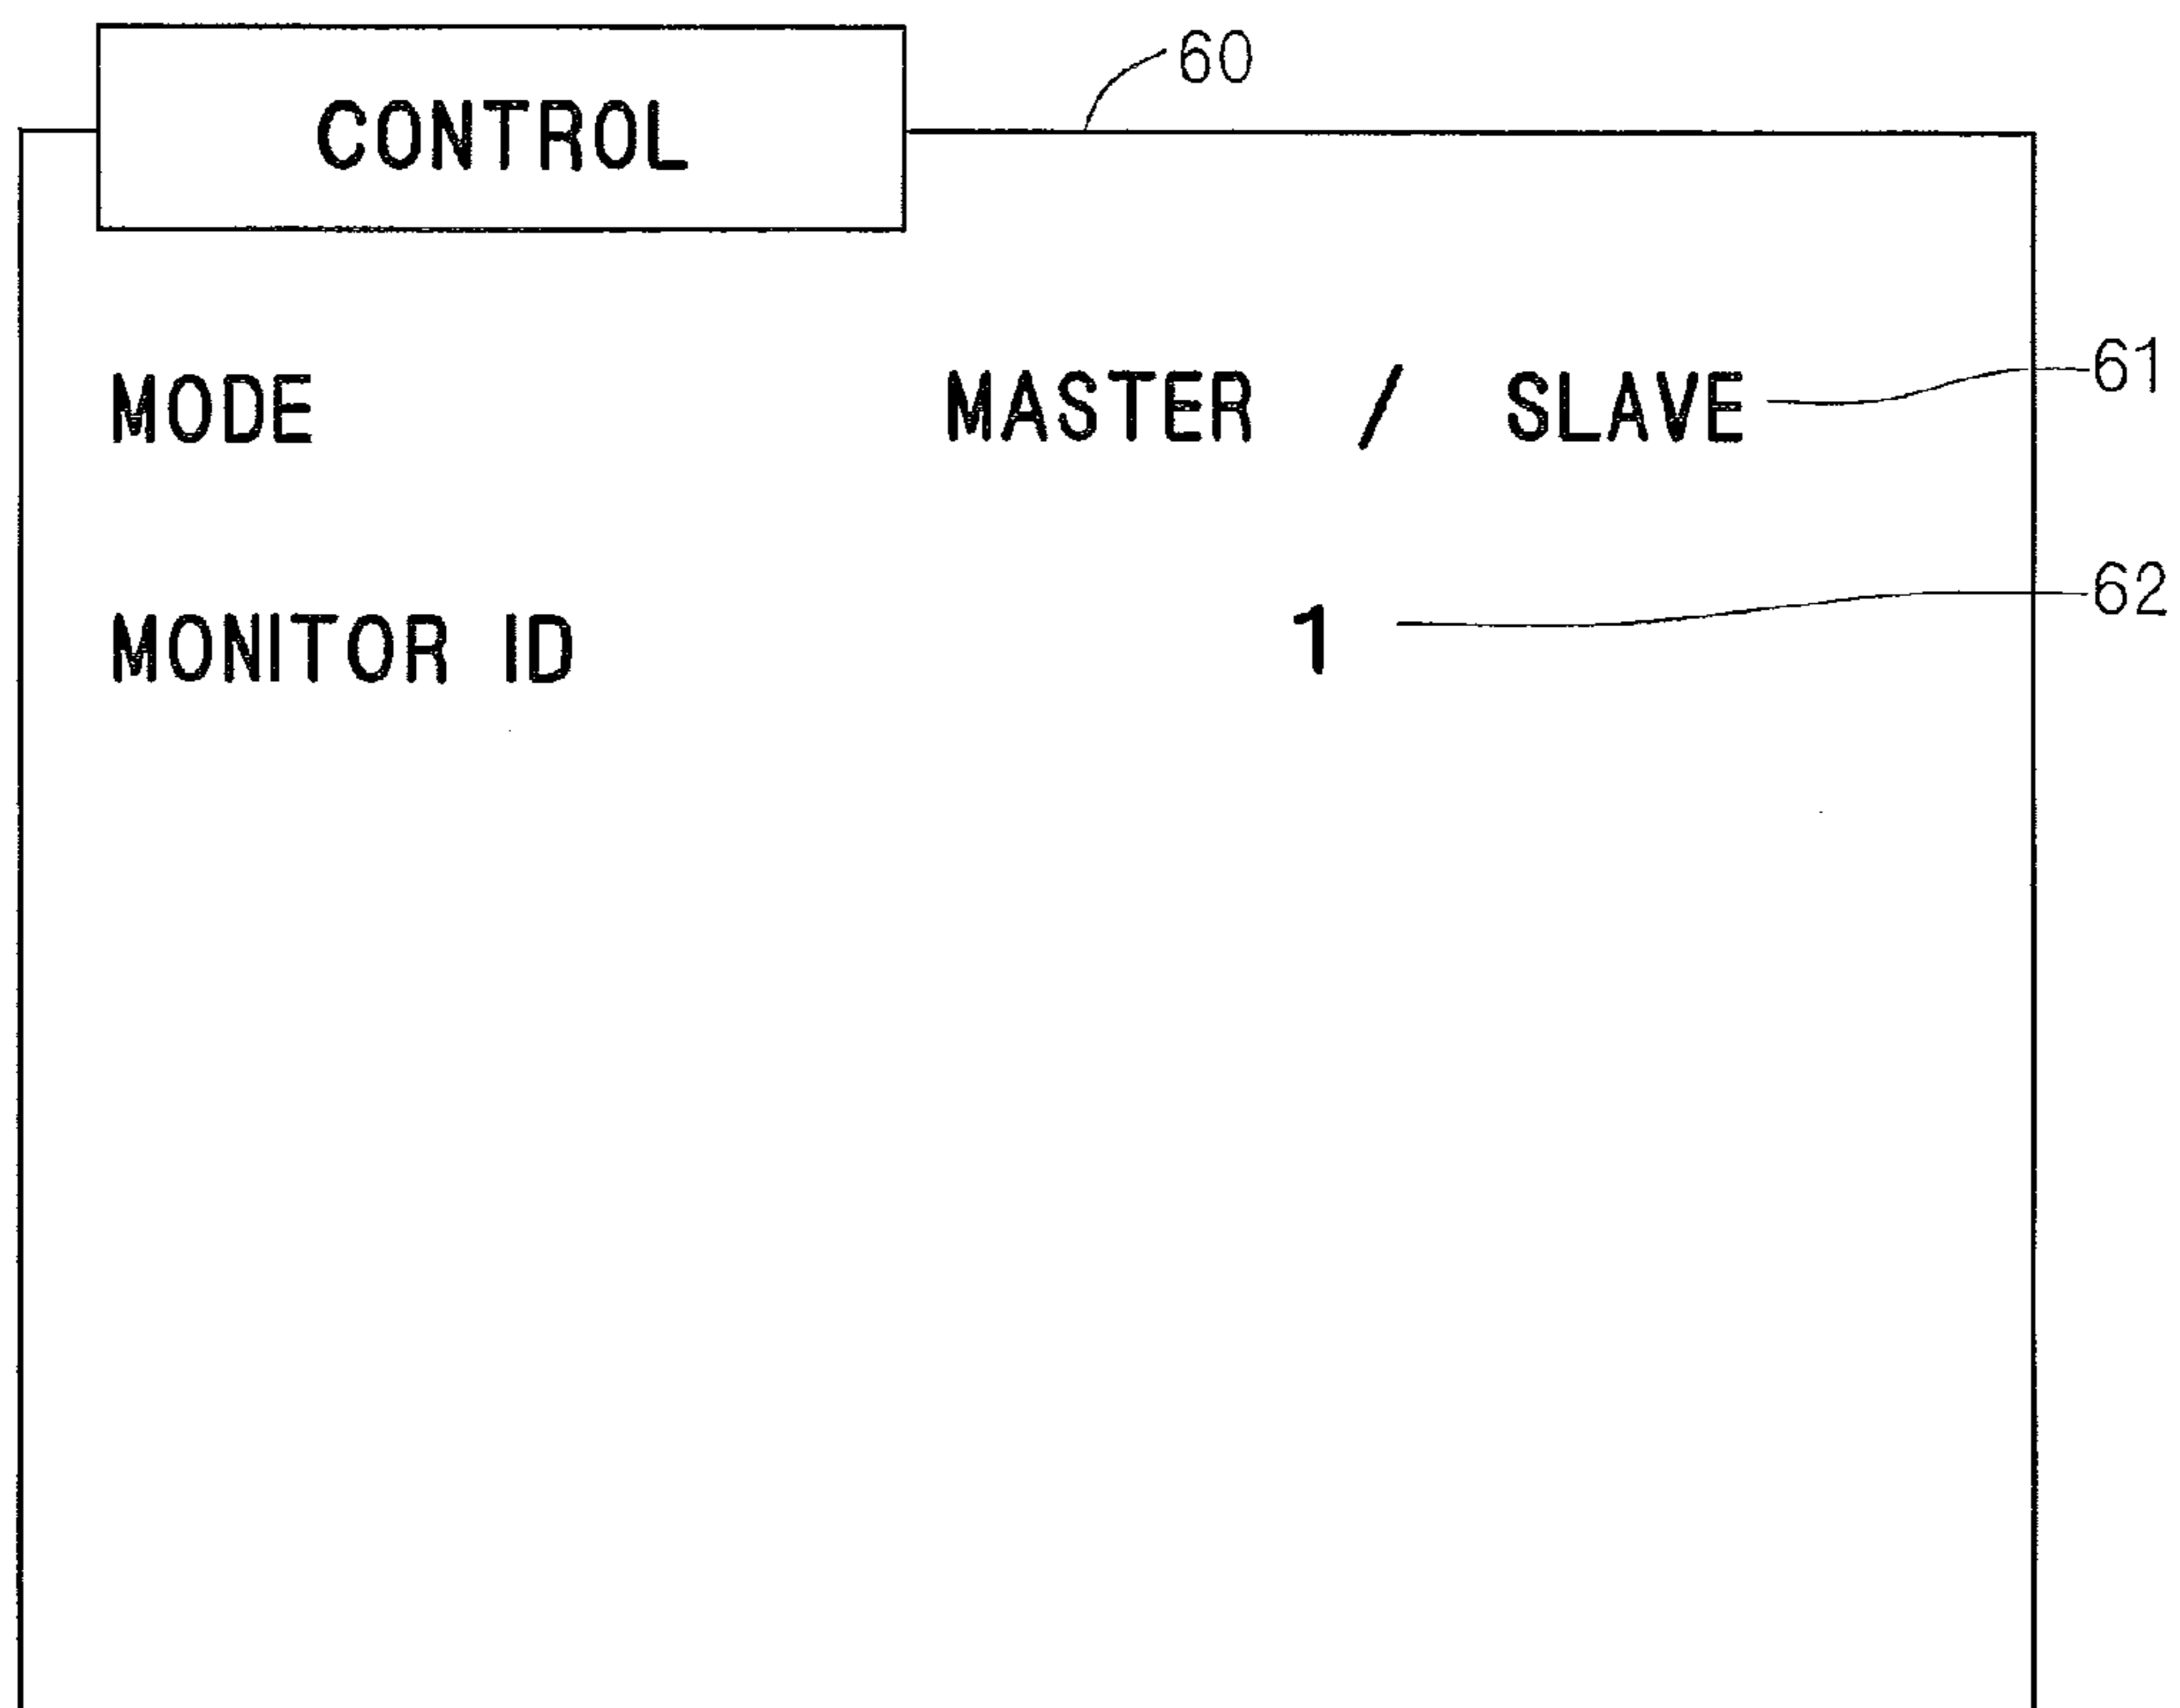 60
CONTROL
MODE MASTER / SLAVE 61
MONITOR ID 1 62